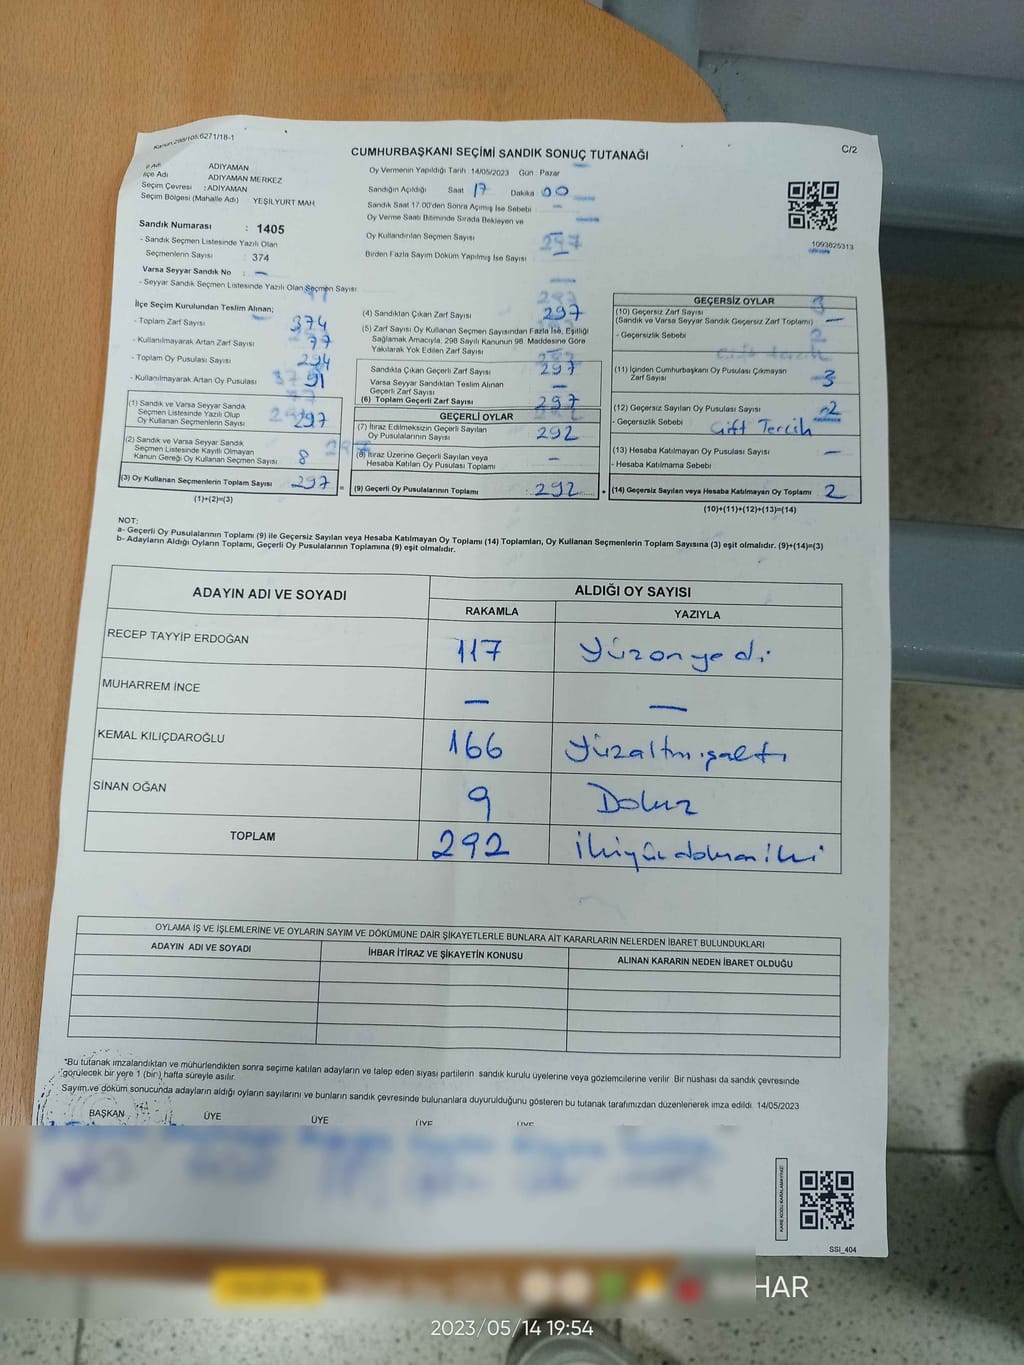 Kanun:298/105,6271/18-1
CUMHURBAŞKANI SEÇİMİ SANDIK SONUÇ TUTANAĞI
C/2
İl Adı ADIYAMAN
İlçe Adı ADIYAMAN MERKEZ
Seçim Çevresi : ADIYAMAN
Seçim Bölgesi (Mahalle Adı) YEŞİLYURT MAH
Sandık Numarası : 1405
- Sandık Seçmen Listesinde Yazılı Olan
Seçmenlerin Sayısı : 374
Varsa Seyyar Sandık No : –
- Seyyar Sandık Seçmen Listesinde Yazılı Olan Seçmen Sayısı
Oy Vermenin Yapıldığı Tarih : 14/05/2023 Gün : Pazar
Sandığın Açıldığı Saat 17 Dakika 00
Sandık Saat 17:00'den Sonra Açımış İse Sebebi –
Oy Verme Saati Bitiminde Sırada Bekleyen ve
Oy Kullandırılan Seçmen Sayısı
Birden Fazla Sayım Döküm Yapılmış İse Sayısı
1093825313
İlçe Seçim Kurulundan Teslim Alınan;
- Toplam Zarf Sayısı 374
- Kullanılmayarak Artan Zarf Sayısı 77
- Toplam Oy Pusulası Sayısı
- Kullanılmayarak Artan Oy Pusulası 91
(1) Sandık ve Varsa Seyyar Sandık
Seçmen Listesinde Yazılı Olup
Oy Kullanan Seçmen Sayısı 297
(2) Sandık ve Varsa Seyyar Sandık
Seçmen Listesinde Kayıtlı Olmayan
Kanun Gereği Oy Kullanan Seçmen Sayısı 8
(3) Oy Kullanan Seçmenlerin Toplam Sayısı 297
(1)+(2)=(3)
(4) Sandıktan Çıkan Zarf Sayısı 297
(5) Zarf Sayısı Oy Kullanan Seçmen Sayısından Fazla İse, Eşitliği
Sağlamak Amacıyla, 298 Sayılı Kanunun 98. Maddesine Göre
Yakılarak Yok Edilen Zarf Sayısı
Sandıkta Çıkan Geçerli Zarf Sayısı 297
Varsa Seyyar Sandıktan Teslim Alınan
Geçerli Zarf Sayısı –
(6) Toplam Geçerli Zarf Sayısı 297
GEÇERLİ OYLAR
(7) İtiraz Edilmeksizin Geçerli Sayılan
Oy Pusulalarının Sayısı 292
(8) İtiraz Üzerine Geçerli Sayılan veya
Hesaba Katılan Oy Pusulası Toplamı –
(9) Geçerli Oy Pusulalarının Toplamı : 292
GEÇERSİZ OYLAR
(10) Geçersiz Zarf Sayısı
(Sandık ve Varsa Seyyar Sandık Geçersiz Zarf Toplamı) –
- Geçersizlik Sebebi
(11) İçinden Cumhurbaşkanı Oy Pusulası Çıkmayan
Zarf Sayısı 3
(12) Geçersiz Sayılan Oy Pusulası Sayısı 2
- Geçersizlik Sebebi Çift Tercih
(13) Hesaba Katılmayan Oy Pusulası Sayısı –
- Hesaba Katılmama Sebebi
(14) Geçersiz Sayılan veya Hesaba Katılmayan Oy Toplamı 2
(10)+(11)+(12)+(13)=(14)
NOT:
a- Geçerli Oy Pusulalarının Toplamı (9) ile Geçersiz Sayılan veya Hesaba Katılmayan Oy Toplamı (14) Toplamları, Oy Kullanan Seçmenlerin Toplam Sayısına (3) eşit olmalıdır. (9)+(14)=(3)
b- Adayların Aldığı Oyların Toplamı, Geçerli Oy Pusulalarının Toplamına (9) eşit olmalıdır.
ADAYIN ADI VE SOYADI
ALDIĞI OY SAYISI
RAKAMLA YAZIYLA
RECEP TAYYİP ERDOĞAN 117 Yüzonyedi
MUHARREM İNCE – –
KEMAL KILIÇDAROĞLU 166 Yüzaltmışaltı
SİNAN OĞAN 9 Dokuz
TOPLAM 292 ikiyüzdoksaniki
OYLAMA İŞ VE İŞLEMLERİNE VE OYLARIN SAYIM VE DÖKÜMÜNE DAİR ŞİKAYETLERLE BUNLARA AİT KARARLARIN NELERDEN İBARET BULUNDUKLARI
ADAYIN ADI VE SOYADI İHBAR İTİRAZ VE ŞİKAYETİN KONUSU ALINAN KARARIN NEDEN İBARET OLDUĞU
*Bu tutanak imzalandıktan ve mühürlendikten sonra seçime katılan adayların ve talep eden siyasi partilerin sandık kurulu üyelerine veya gözlemcilerine verilir. Bir nüshası da sandık çevresinde
görülecek bir yere 1 (bir) hafta süreyle asılır.
Sayım ve döküm sonucunda adayların aldığı oyların sayılarını ve bunların sandık çevresinde bulunanlara duyurulduğunu gösteren bu tutanak tarafımızdan düzenlenerek imza edildi. 14/05/2023
BAŞKAN ÜYE ÜYE ÜYE ÜYE
KARE KODU KARALAMAYINIZ!
SSI_404
HAR
2023/05/14 19:54